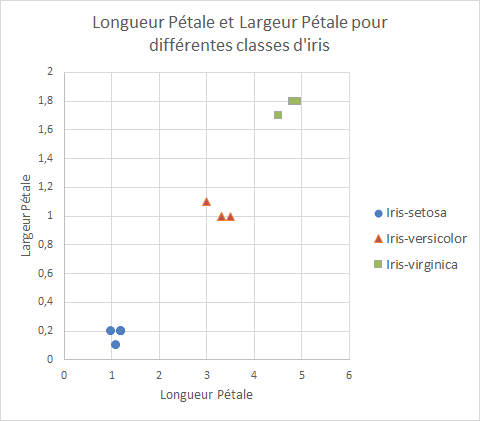 Longueur Pétale et Largeur Pétale pour
différentes classes d'iris
2
1,8
1,6
1,4
1,2
1
0,8
0,6
0,4
0,2
0
Largeur Pétale
0 1 2 3 4 5 6
Longueur Pétale
Iris-setosa
Iris-versicolor
Iris-virginica